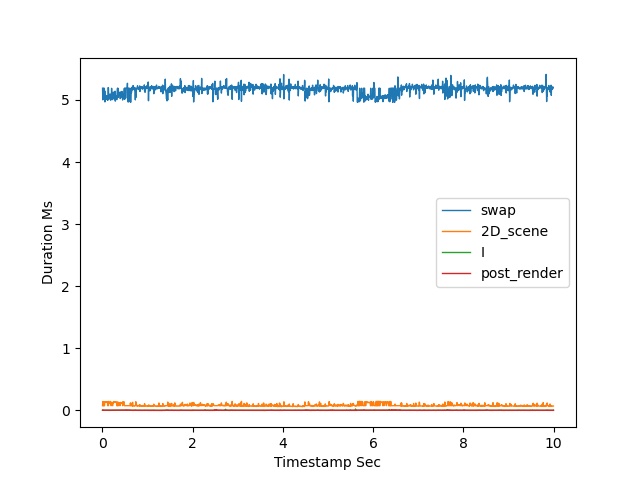 Duration Ms
5
4
3
2
1
0
swap
2D_scene
I
post_render
0
2
4
6
8
10
Timestamp Sec